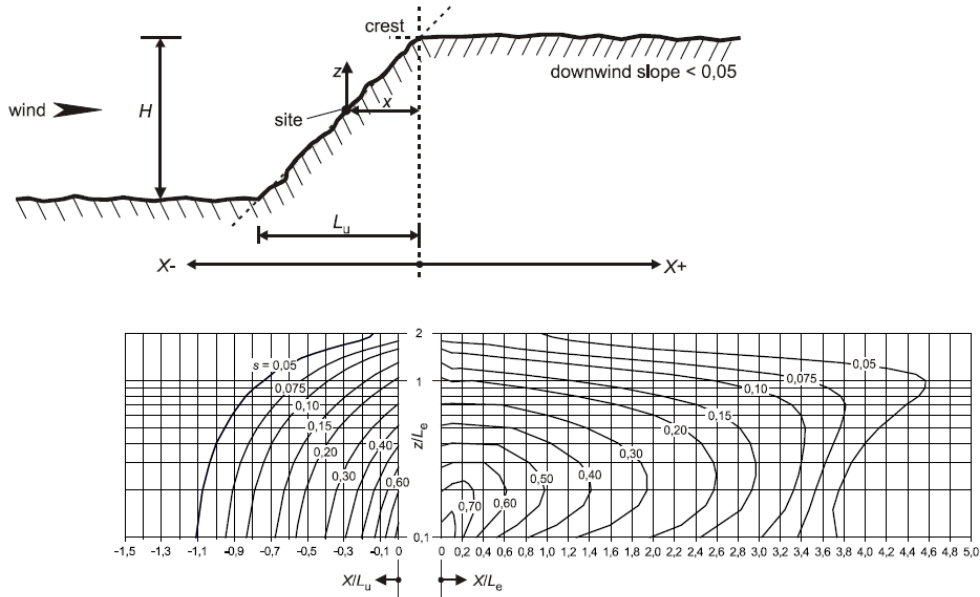 crest
downwind slope < 0,05
z
wind
H
x
site
Lu
X-
X+
2
s = 0,05
0,05
0,075
0,075
1
0,10
0,10
0,15
0,15
0,20
0,20
z/Le
0,40
0,30
0,30
0,40
0,50
0,60
0,60
0,70
0,1
-1,5 -1,3 -1,1 -0,9 -0,7 -0,5 -0,3 -0,1 0
0 0,2 0,4 0,6 0,8 1,0 1,2 1,4 1,6 1,8 2,0 2,2 2,4 2,6 2,8 3,0 3,2 3,4 3,6 3,8 4,0 4,2 4,4 4,6 4,8 5,0
X/Lu
X/Le